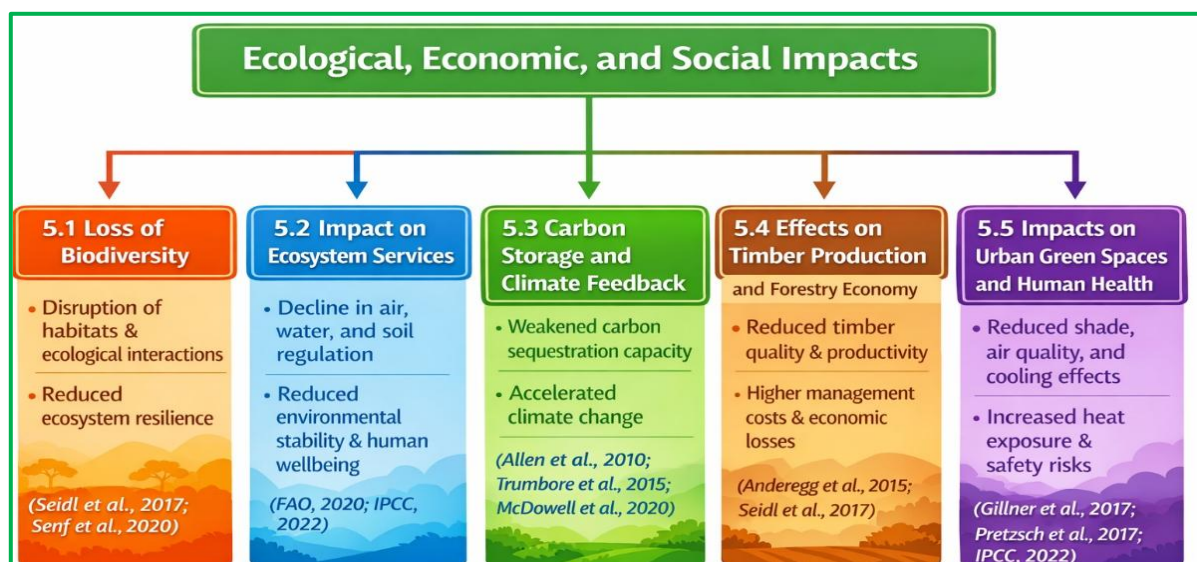 Ecological, Economic, and Social Impacts
5.1 Loss of
Biodiversity
• Disruption of
habitats &
ecological interactions
• Reduced
ecosystem resilience
(Seidl et al., 2017;
Senf et al., 2020)
5.2 Impact on
Ecosystem Services
• Decline in air,
water, and soil
regulation
• Reduced
environmental
stability & human
wellbeing
(FAO, 2020; IPCC,
2022)
5.3 Carbon
Storage and
Climate Feedback
• Weakened carbon
sequestration capacity
• Accelerated
climate change
(Allen et al., 2010;
Trumbore et al., 2015;
McDowell et al., 2020)
5.4 Effects on
Timber Production
and Forestry Economy
• Reduced timber
quality & productivity
• Higher management
costs & economic
losses
(Anderegg et al., 2015;
Seidl et al., 2017)
5.5 Impacts on
Urban Green Spaces
and Human Health
• Reduced shade,
air quality, and
cooling effects
• Increased heat
exposure &
safety risks
(Gillner et al., 2017;
Pretzsch et al., 2017;
IPCC, 2022)